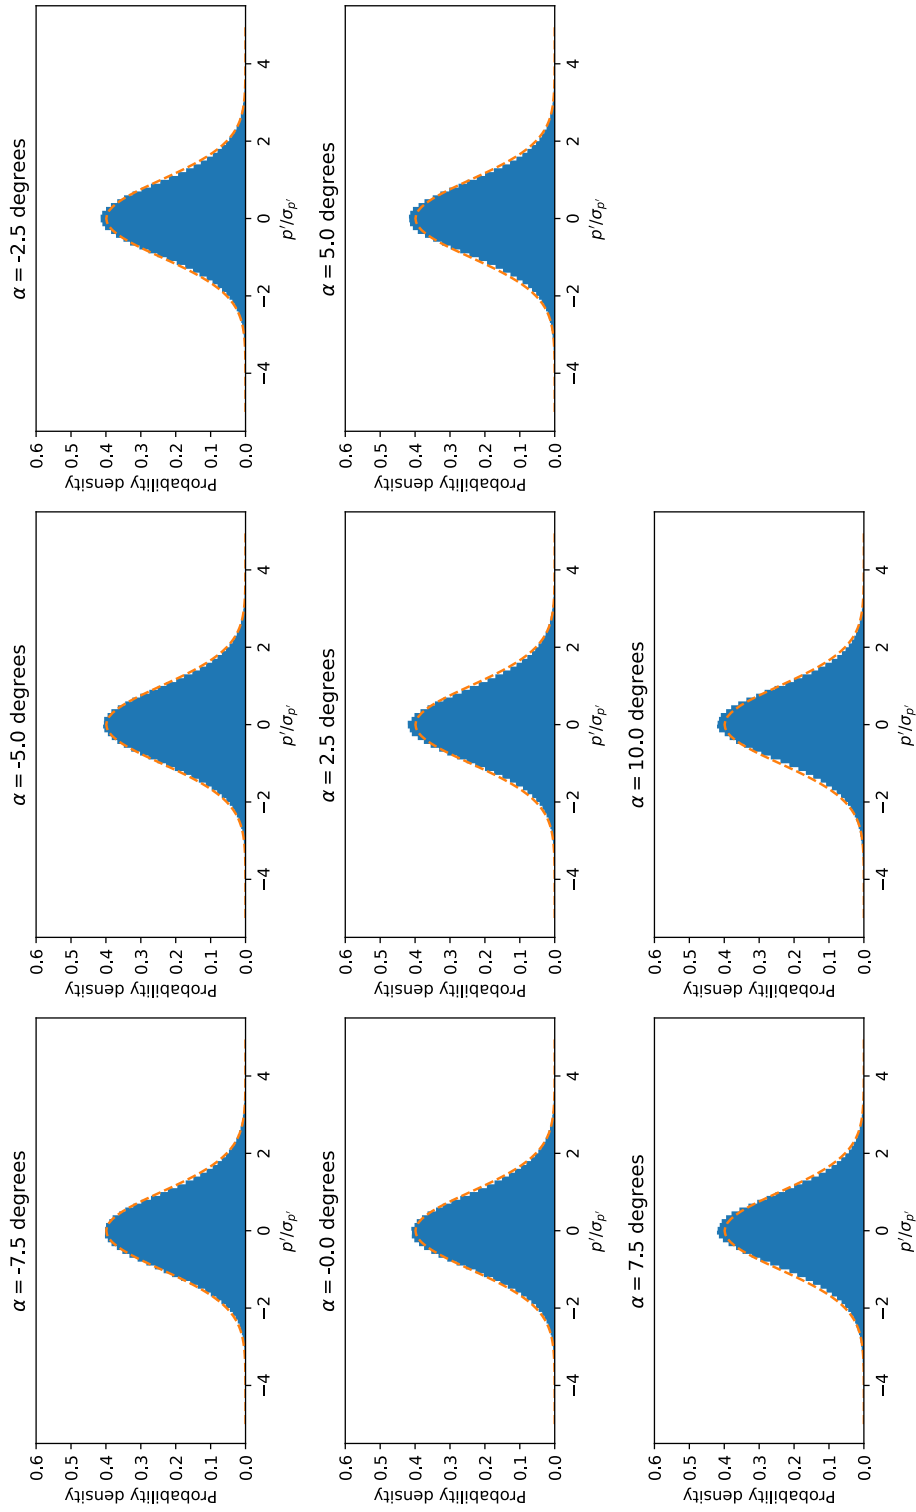 α = -7.5 degrees
Probability density
0.6
0.5
0.4
0.3
0.2
0.1
0.0
−4 −2 0 2 4
p′/σp′
α = -5.0 degrees
Probability density
0.6
0.5
0.4
0.3
0.2
0.1
0.0
−4 −2 0 2 4
p′/σp′
α = -2.5 degrees
Probability density
0.6
0.5
0.4
0.3
0.2
0.1
0.0
−4 −2 0 2 4
p′/σp′
α = -0.0 degrees
Probability density
0.6
0.5
0.4
0.3
0.2
0.1
0.0
−4 −2 0 2 4
p′/σp′
α = 2.5 degrees
Probability density
0.6
0.5
0.4
0.3
0.2
0.1
0.0
−4 −2 0 2 4
p′/σp′
α = 5.0 degrees
Probability density
0.6
0.5
0.4
0.3
0.2
0.1
0.0
−4 −2 0 2 4
p′/σp′
α = 7.5 degrees
Probability density
0.6
0.5
0.4
0.3
0.2
0.1
0.0
−4 −2 0 2 4
p′/σp′
α = 10.0 degrees
Probability density
0.6
0.5
0.4
0.3
0.2
0.1
0.0
−4 −2 0 2 4
p′/σp′